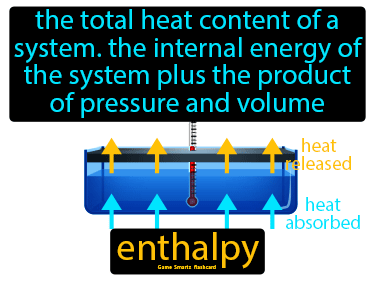 the total heat content of a
system. the internal energy of
the system plus the product
of pressure and volume
heat
released
heat
absorbed
enthalpy
Game Smartz flashcard